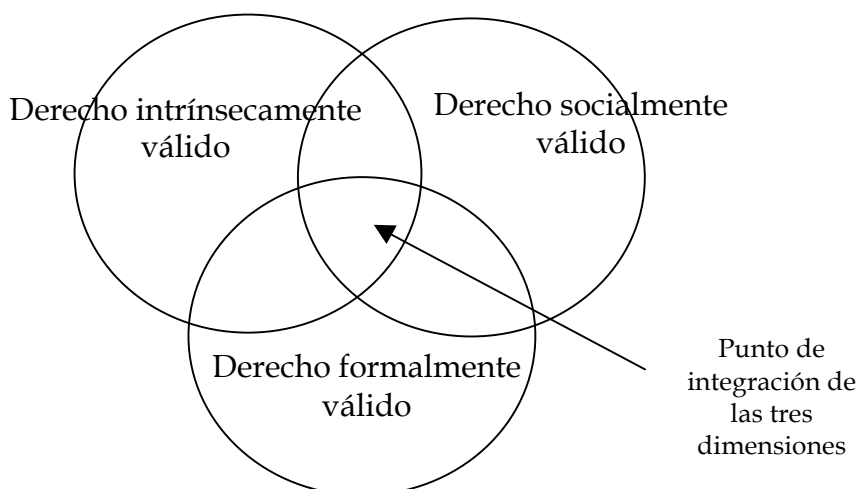 Derecho intrínsecamente
válido
Derecho socialmente
válido
Derecho formalmente
válido
Punto de
integración de
las tres
dimensiones